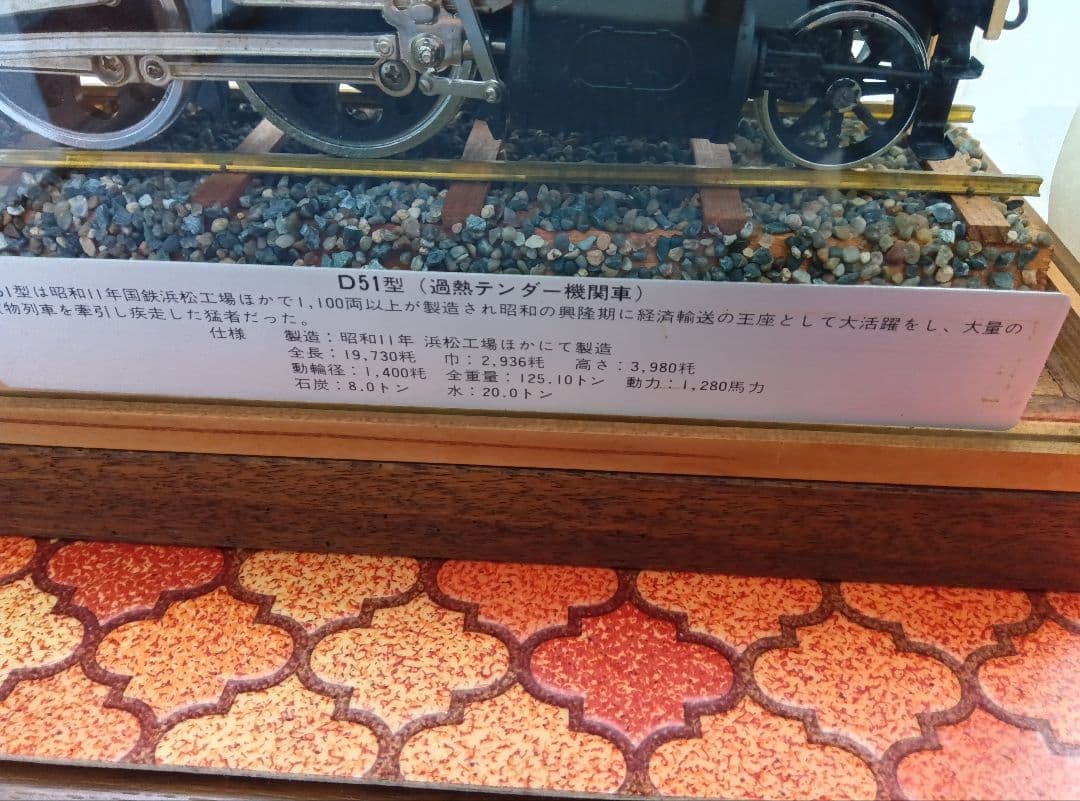 D51型（過熱テンダー機関車）
51型は昭和11年国鉄浜松工場ほかで1,100両以上が製造され昭和の興隆期に経済輸送の王座として大活躍をし、大量の
物列車を牽引し疾走した猛者だった。
仕様 製造：昭和11年 浜松工場ほかにて製造
全長：19,730粍 巾：2,936粍 高さ：3,980粍
動輪径：1,400粍 全重量：125.10トン 動力：1,280馬力
石炭：8.0トン 水：20.0トン